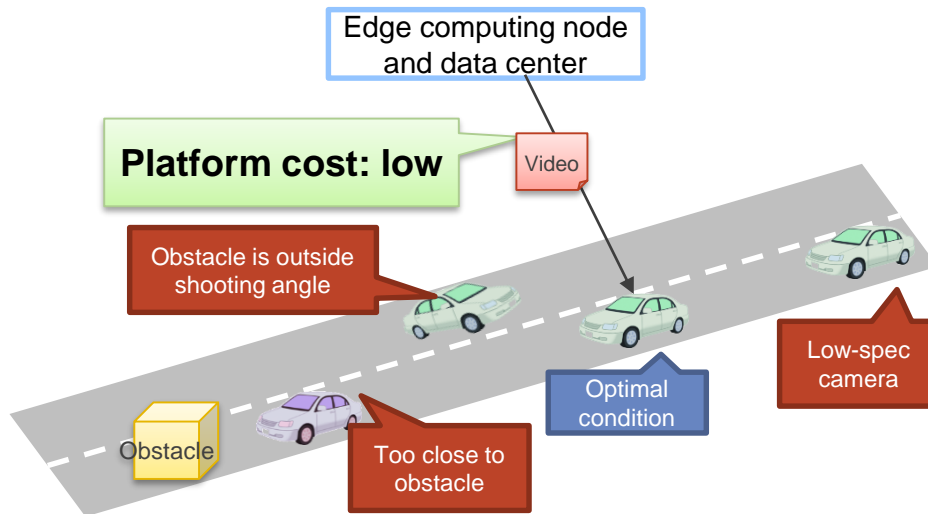 Edge computing node
and data center
Platform cost: low
Video
Obstacle is outside
shooting angle
Low-spec
camera
Optimal
condition
Obstacle
Too close to
obstacle